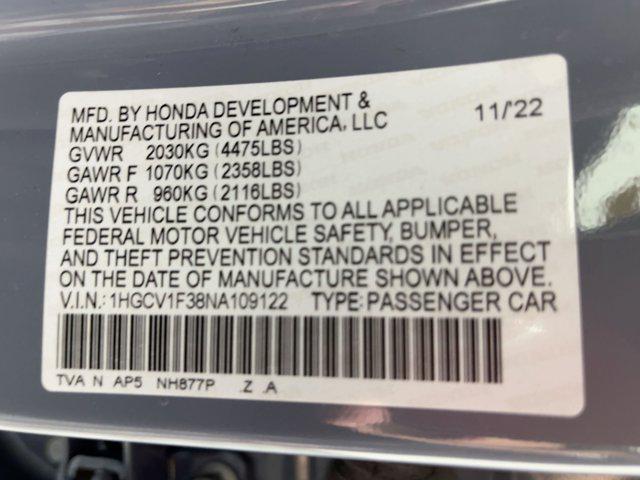 MFD. BY HONDA DEVELOPMENT &
MANUFACTURING OF AMERICA, LLC 11/'22
GVWR 2030KG (4475LBS)
GAWR F 1070KG (2358LBS)
GAWR R 960KG (2116LBS)
THIS VEHICLE CONFORMS TO ALL APPLICABLE
FEDERAL MOTOR VEHICLE SAFETY, BUMPER,
AND THEFT PREVENTION STANDARDS IN EFFECT
ON THE DATE OF MANUFACTURE SHOWN ABOVE.
V.I.N.: 1HGCV1F38NA109122 TYPE: PASSENGER CAR
TVA N AP5 NH877P Z A